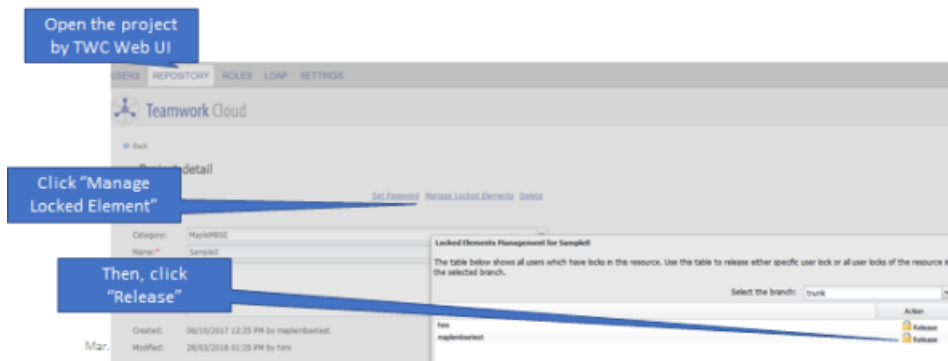 Open the project
by TWC Web UI
USERS REPOSITORY ROLES LDAP SETTINGS
Teamwork Cloud
Back
detail
Click "Manage
Locked Element"
Set Password Manage Locked Elements Delete
Category: MapleMBSE
Name:* Sample8
Locked Elements Management for Sample8
The table below shows all users which have locks in this resource. Use this table to release either specific user lock or all user locks of the resource in
the selected branch.
Then, click
"Release"
Select the branch: trunk
Action
hmi Release
maplembsetest Release
Created: 06/10/2017 12:35 PM by maplembsetest
Mar. Modified: 28/03/2018 01:35 PM by hmi